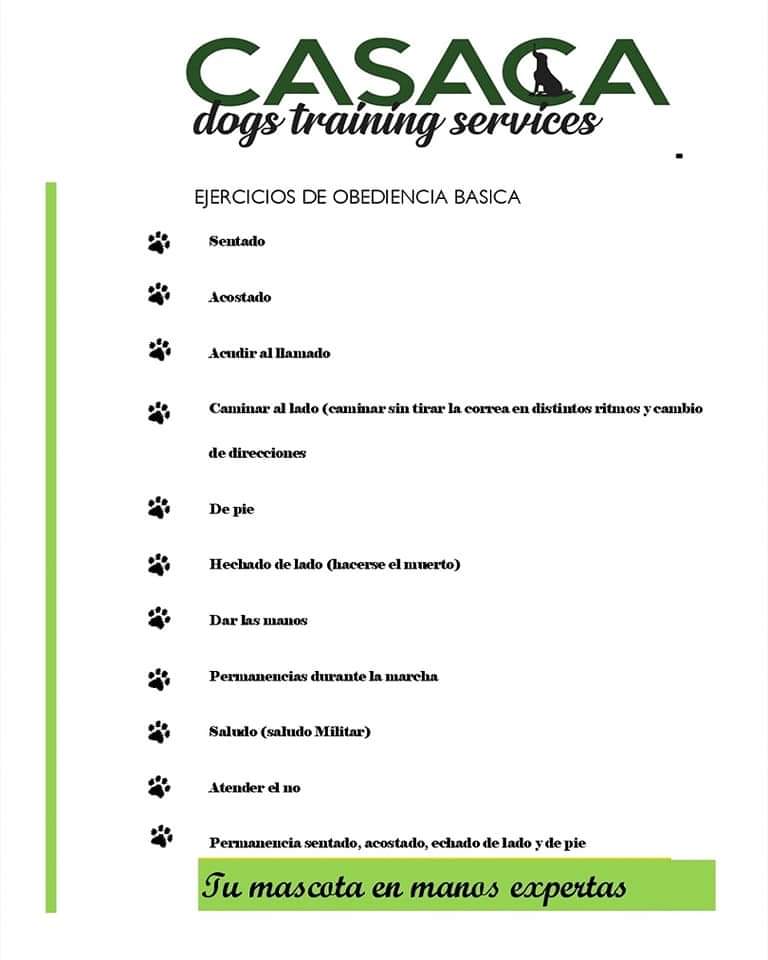 CASACA
dogs training services
EJERCICIOS DE OBEDIENCIA BASICA
Sentado
Acostado
Acudir al llamado
Caminar al lado (caminar sin tirar la correa en distintos ritmos y cambio
de direcciones
De pie
Hechado de lado (hacerse el muerto)
Dar las manos
Permanencias durante la marcha
Saludo (saludo Militar)
Atender el no
Permanencia sentado, acostado, echado de lado y de pie
Tu mascota en manos expertas